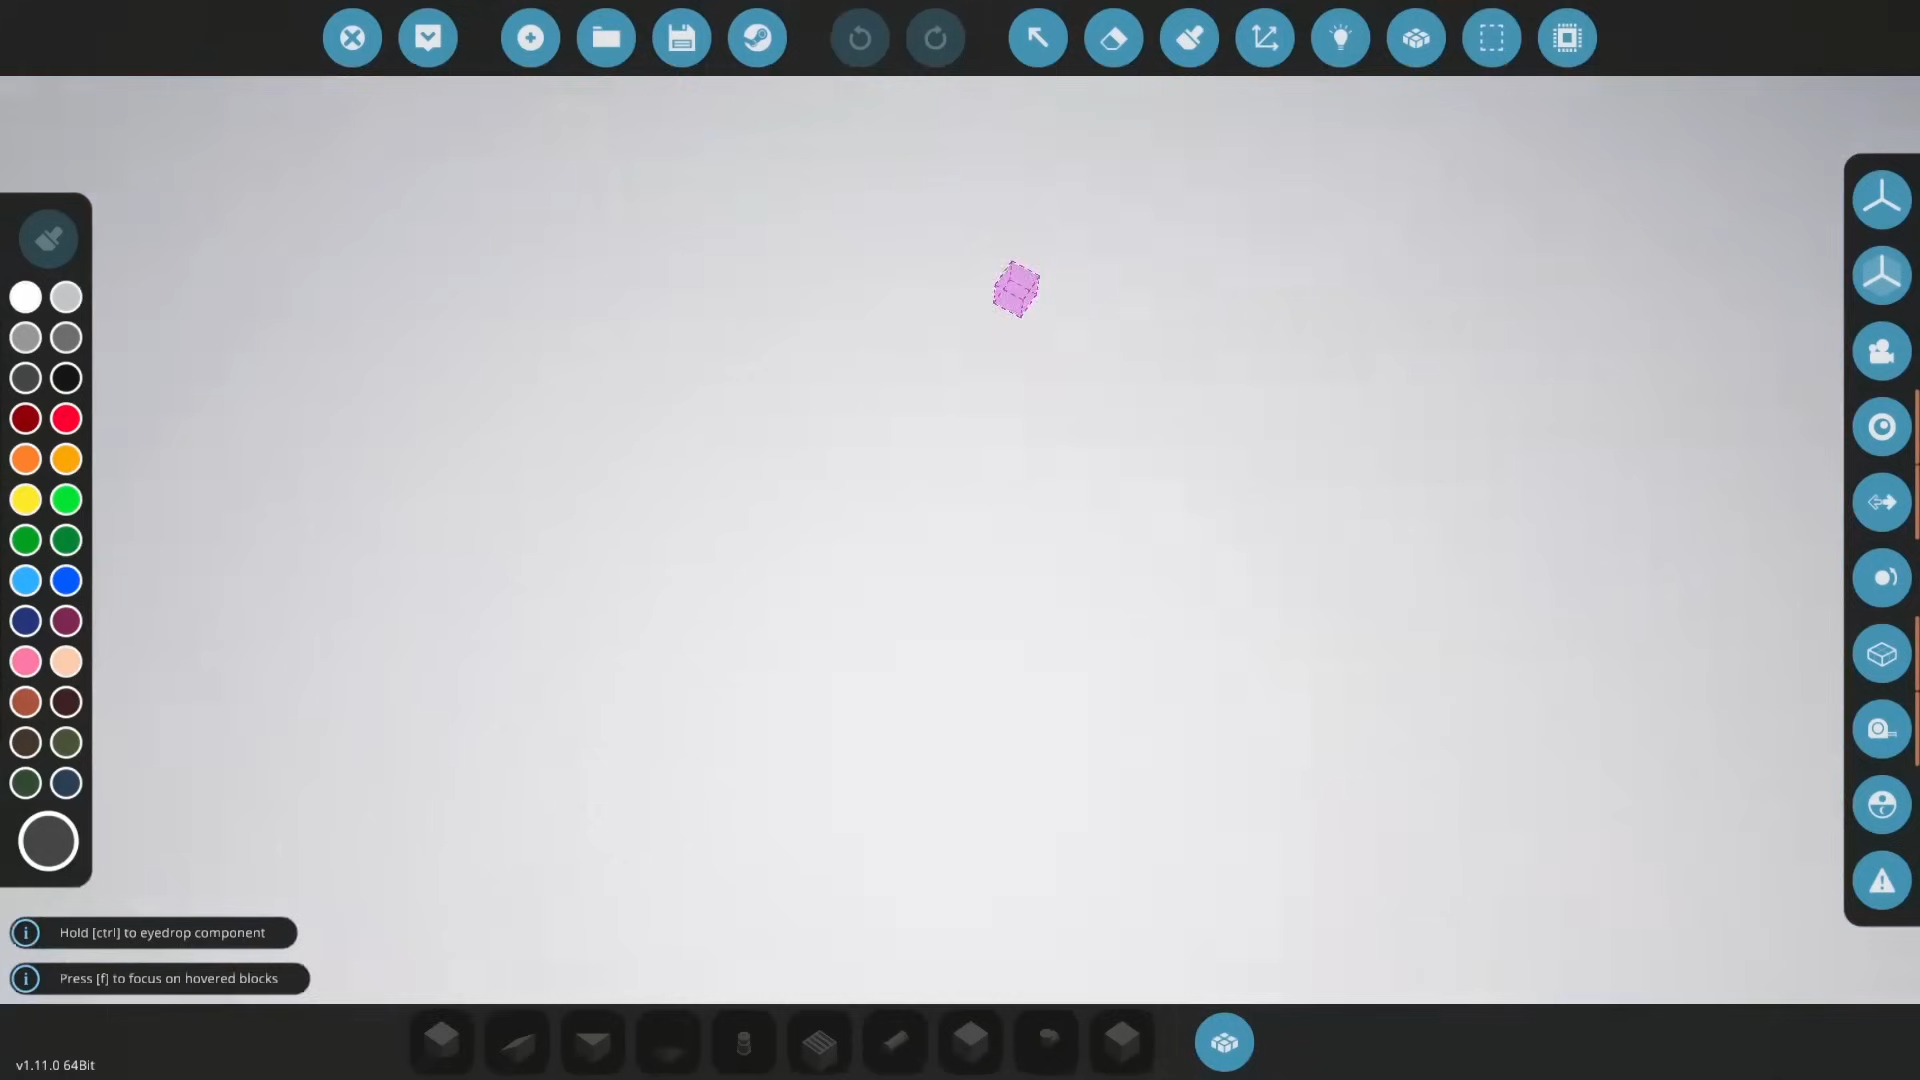 Hold [ctrl] to eyedrop component
Press [f] to focus on hovered blocks
v1.11.0 64Bit